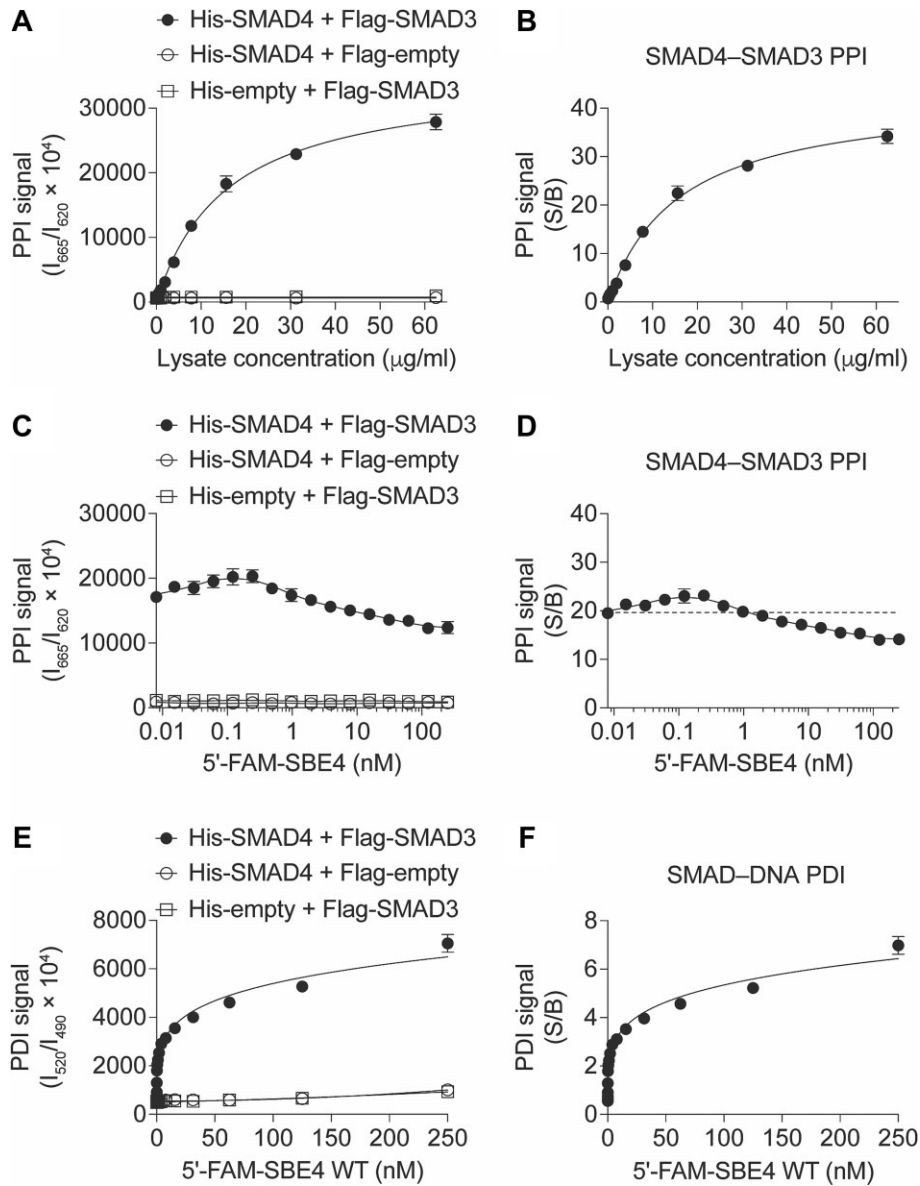 A
His-SMAD4 + Flag-SMAD3
His-SMAD4 + Flag-empty
His-empty + Flag-SMAD3
PPI signal
(I665/I620 × 10⁴)
30000
20000
10000
0
0 10 20 30 40 50 60
Lysate concentration (μg/ml)
B
SMAD4–SMAD3 PPI
PPI signal
(S/B)
40
30
20
10
0
0 10 20 30 40 50 60
Lysate concentration (μg/ml)
C
His-SMAD4 + Flag-SMAD3
His-SMAD4 + Flag-empty
His-empty + Flag-SMAD3
PPI signal
(I665/I620 × 10⁴)
30000
20000
10000
0
0.01 0.1 1 10 100
5'-FAM-SBE4 (nM)
D
SMAD4–SMAD3 PPI
PPI signal
(S/B)
40
30
20
10
0
0.01 0.1 1 10 100
5'-FAM-SBE4 (nM)
E
His-SMAD4 + Flag-SMAD3
His-SMAD4 + Flag-empty
His-empty + Flag-SMAD3
PDI signal
(I520/I490 × 10⁴)
8000
6000
4000
2000
0
0 50 100 150 200 250
5'-FAM-SBE4 WT (nM)
F
SMAD–DNA PDI
PDI signal
(S/B)
8
6
4
2
0
0 50 100 150 200 250
5'-FAM-SBE4 WT (nM)